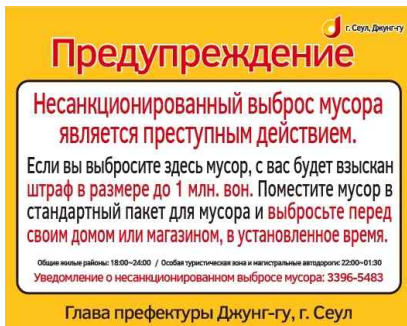 г. Сеул, Джунг-гу
Предупреждение
Несанкционированный выброс мусора
является преступным действием.
Если вы выбросите здесь мусор, с вас будет взыскан
штраф в размере до 1 млн. вон. Поместите мусор в
стандартный пакет для мусора и выбросьте перед
своим домом или магазином, в установленное время.
Общие жилые районы: 18:00~24:00 / Особая туристическая зона и магистральные автодороги: 22:00~01:30
Уведомление о несанкционированном выбросе мусора: 3396-5483
Глава префектуры Джунг-гу, г. Сеул